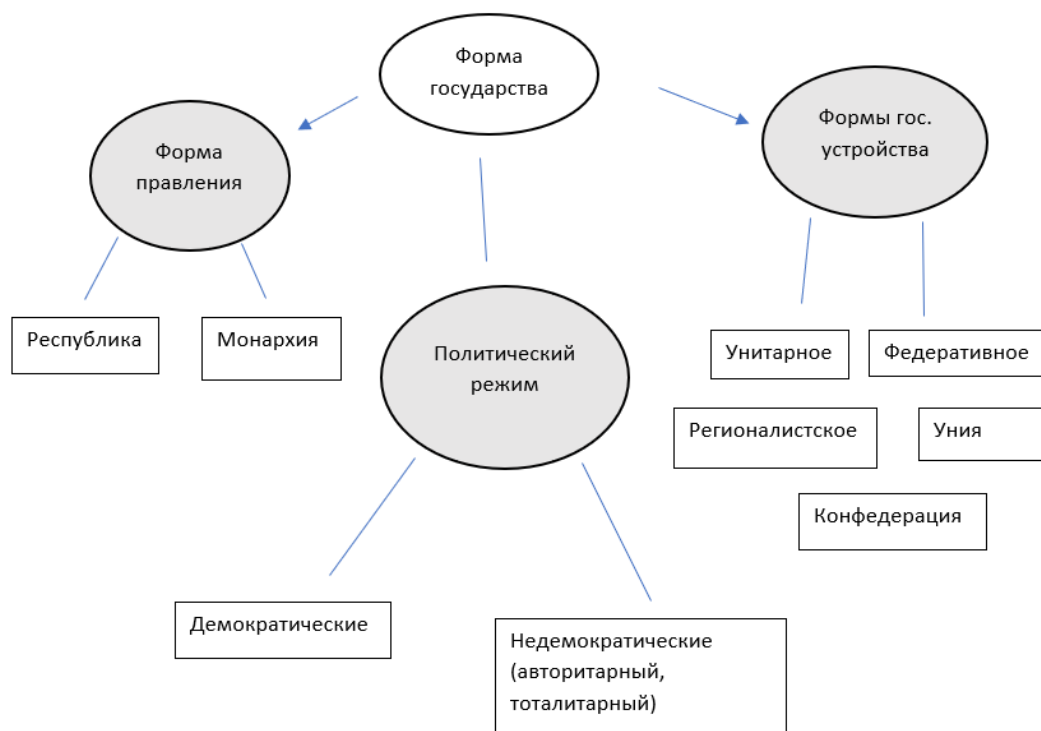 Форма
государства
Форма
правления
Формы гос.
устройства
Республика
Монархия
Политический
режим
Унитарное
Федеративное
Регионалистское
Уния
Конфедерация
Демократические
Недемократические
(авторитарный,
тоталитарный)